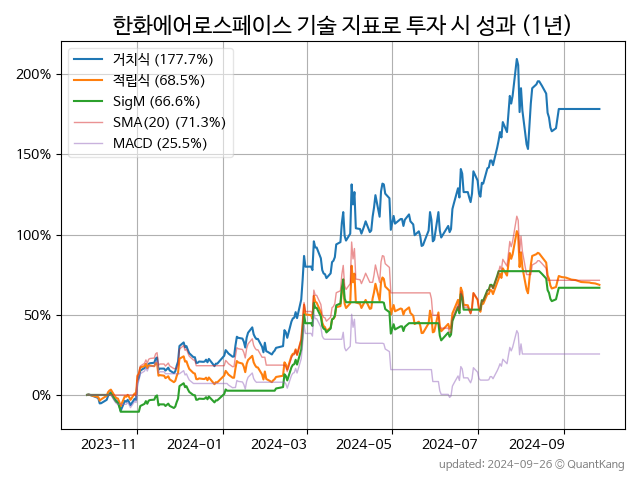 한화에어로스페이스 기술 지표로 투자 시 성과 (1년)
거치식 (177.7%)
적립식 (68.5%)
SigM (66.6%)
SMA(20) (71.3%)
MACD (25.5%)
200%
150%
100%
50%
0%
2023-11 2024-01 2024-03 2024-05 2024-07 2024-09
updated: 2024-09-26 © QuantKang